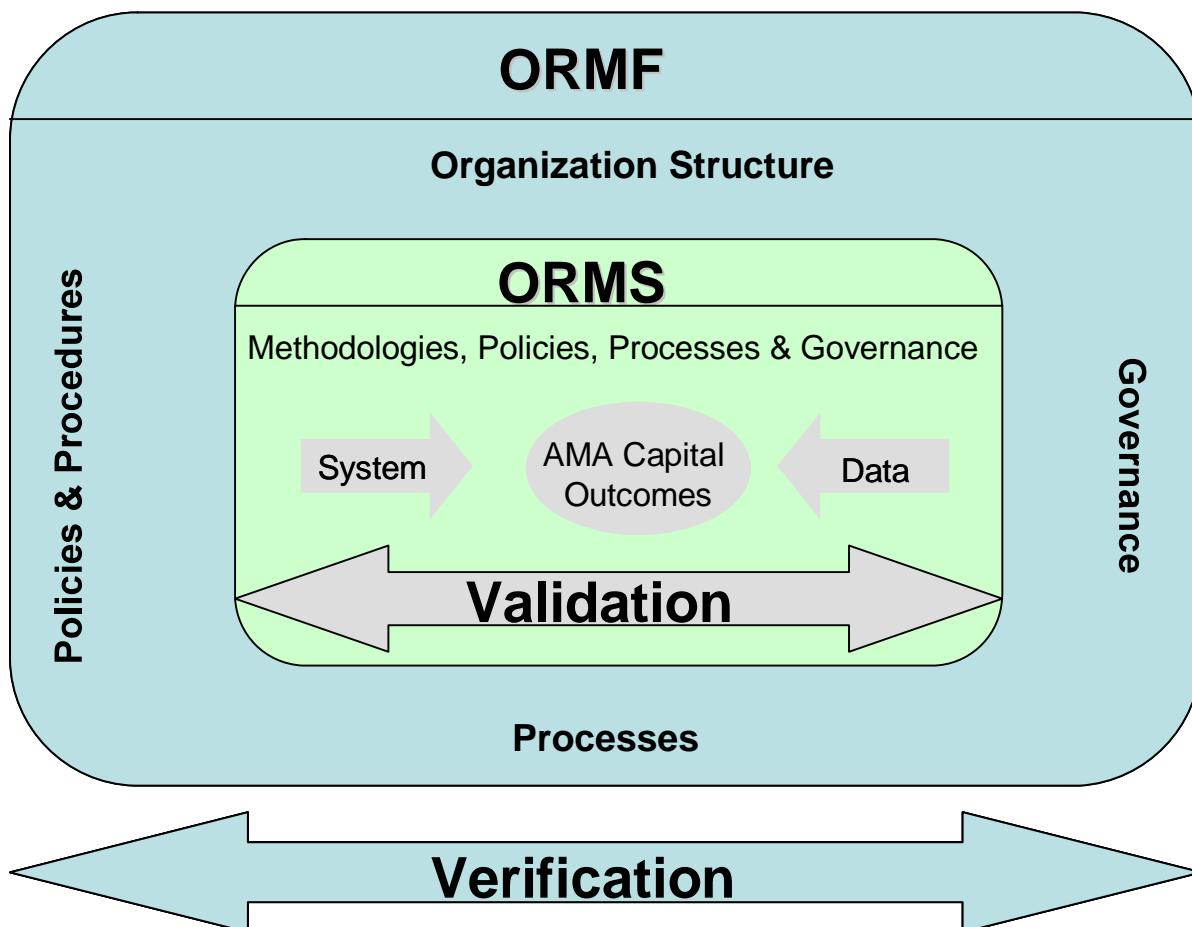 ORMF
Organization Structure
Policies & Procedures
ORMS
Methodologies, Policies, Processes & Governance
System
AMA Capital
Outcomes
Data
Governance
Validation
Processes
Verification